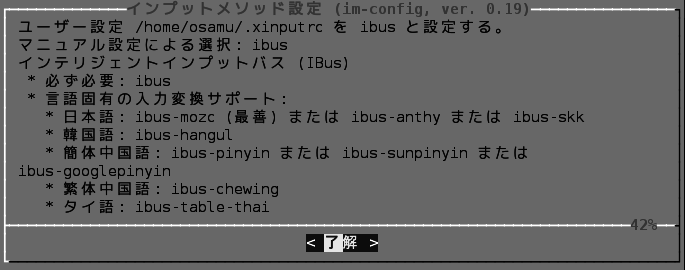 インプットメソッド設定 (im-config, ver. 0.19)
ユーザー設定 /home/osamu/.xinputrc を ibus と設定する。
マニュアル設定による選択: ibus
インテリジェントインプットバス (IBus)
* 必ず必要: ibus
* 言語固有の入力変換サポート:
* 日本語: ibus-mozc (最善) または ibus-anthy または ibus-skk
* 韓国語: ibus-hangul
* 簡体中国語: ibus-pinyin または ibus-sunpinyin または
ibus-googlepinyin
* 繁体中国語: ibus-chewing
* タイ語: ibus-table-thai
42%
< 了解 >